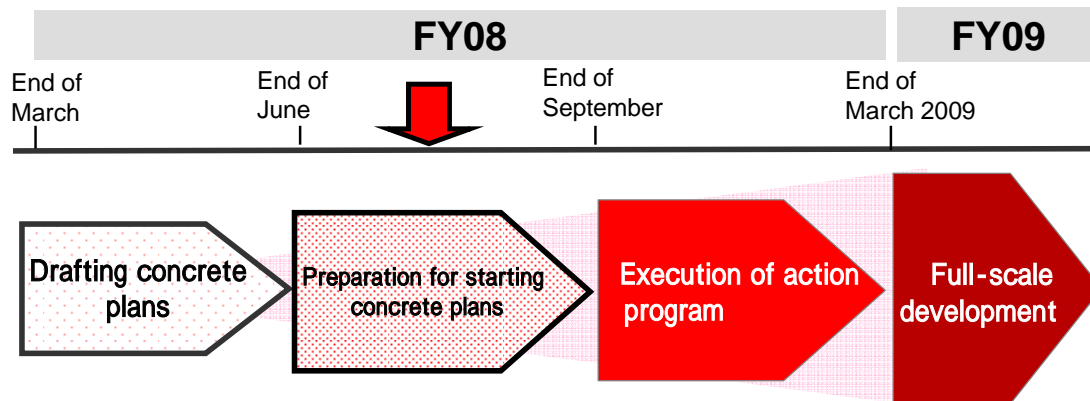 FY08
FY09
End of
March
End of
June
End of
September
End of
March 2009
Drafting concrete
plans
Preparation for starting
concrete plans
Execution of action
program
Full-scale
development